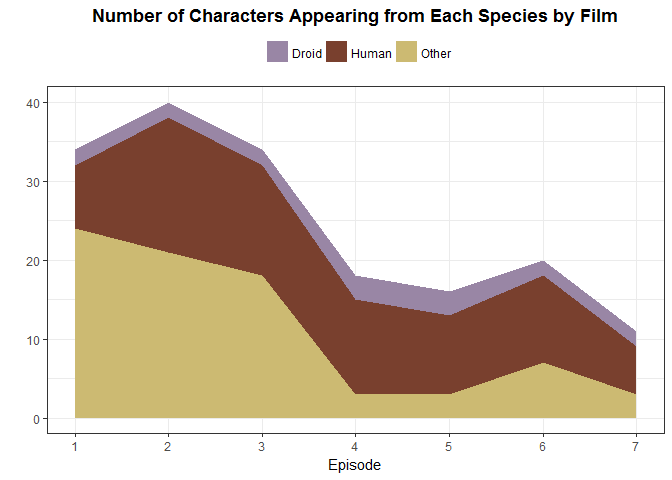 Number of Characters Appearing from Each Species by Film
Droid Human Other
40
30
20
10
0
1 2 3 4 5 6 7
Episode